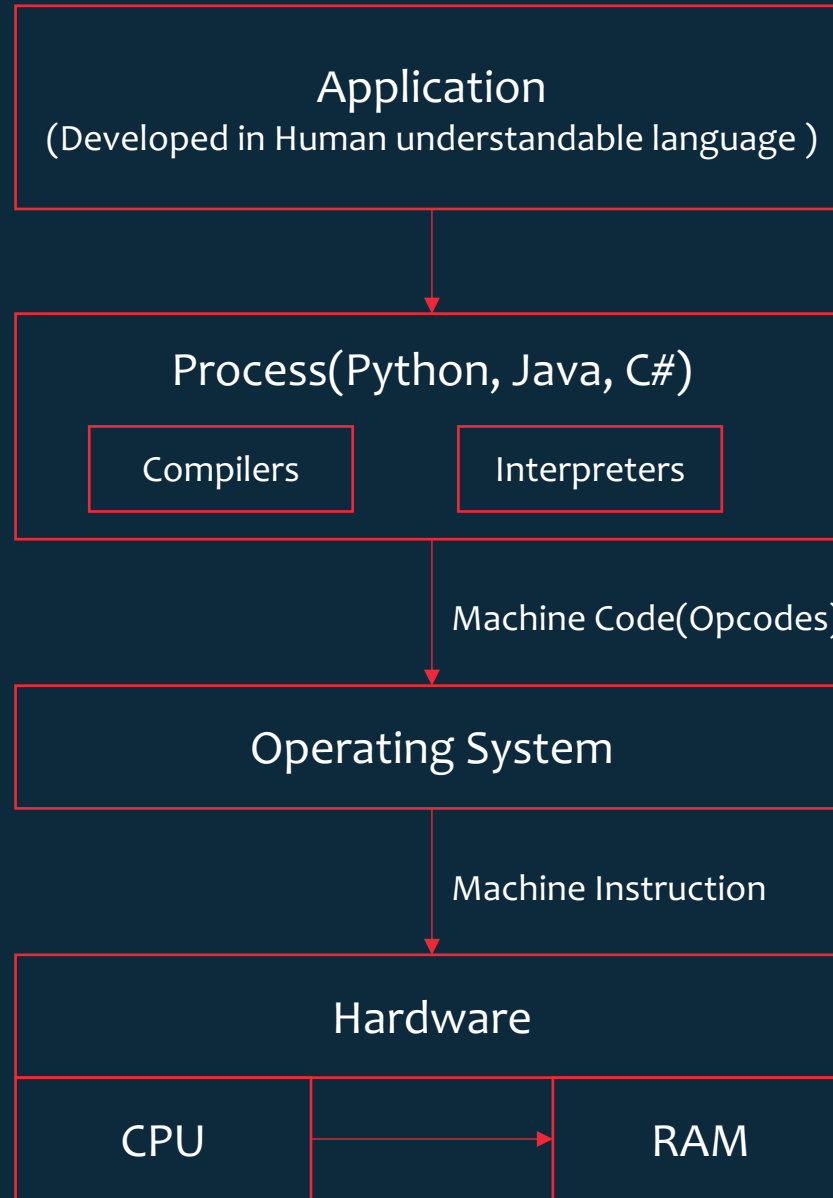 Application
(Developed in Human understandable language )
Process(Python, Java, C#)
Compilers
Interpreters
Machine Code(Opcodes)
Operating System
Machine Instruction
Hardware
CPU
RAM